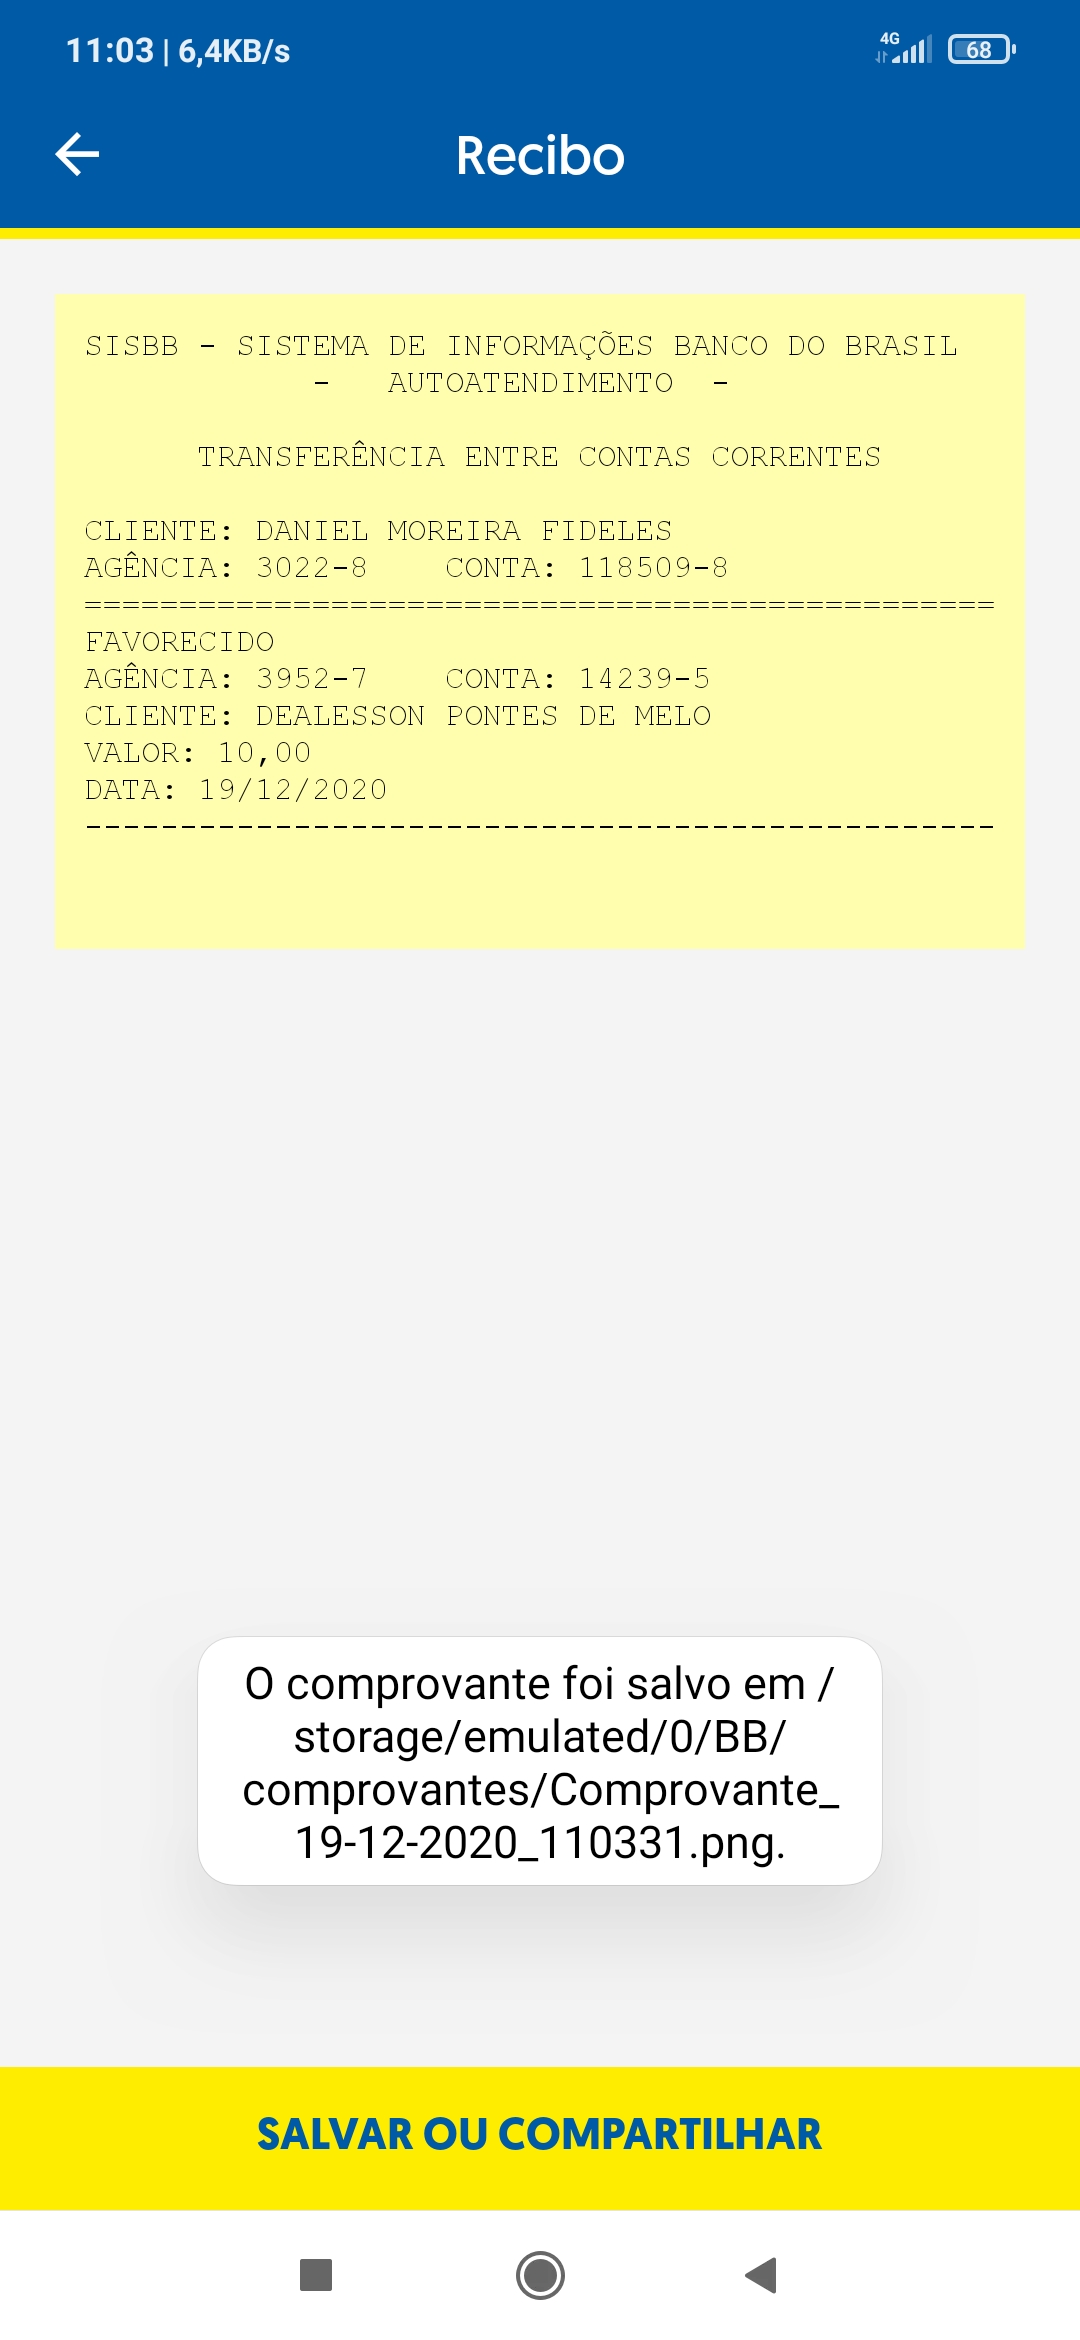 11:03 | 6,4KB/s
4G
68
Recibo
SISBB - SISTEMA DE INFORMAÇÕES BANCO DO BRASIL
- AUTOATENDIMENTO -
TRANSFERÊNCIA ENTRE CONTAS CORRENTES
CLIENTE: DANIEL MOREIRA FIDELES
AGÊNCIA: 3022-8 CONTA: 118509-8
================================================
FAVORECIDO
AGÊNCIA: 3952-7 CONTA: 14239-5
CLIENTE: DEALESSON PONTES DE MELO
VALOR: 10,00
DATA: 19/12/2020
------------------------------------------------
O comprovante foi salvo em /
storage/emulated/0/BB/
comprovantes/Comprovante_
19-12-2020_110331.png.
SALVAR OU COMPARTILHAR